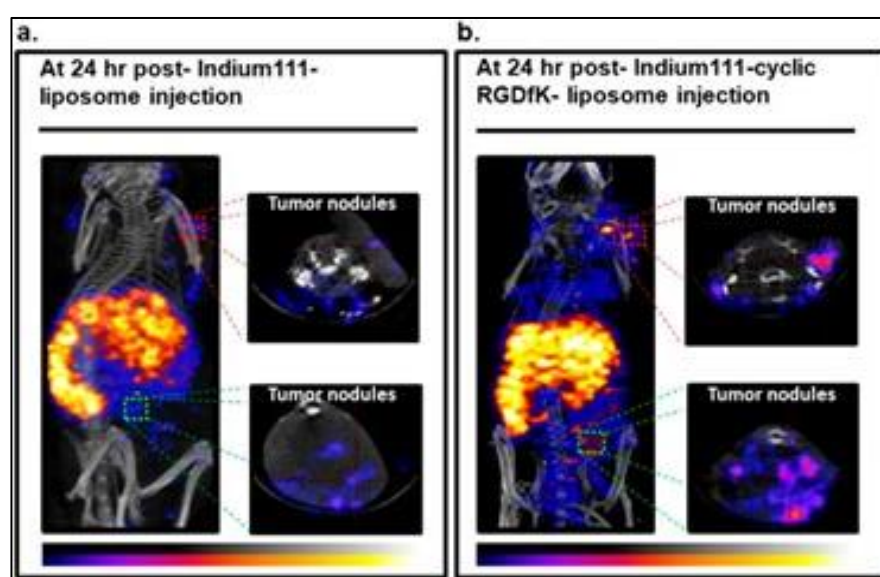 a.
At 24 hr post- Indium111-
liposome injection
Tumor nodules
Tumor nodules
b.
At 24 hr post- Indium111-cyclic
RGDfK- liposome injection
Tumor nodules
Tumor nodules